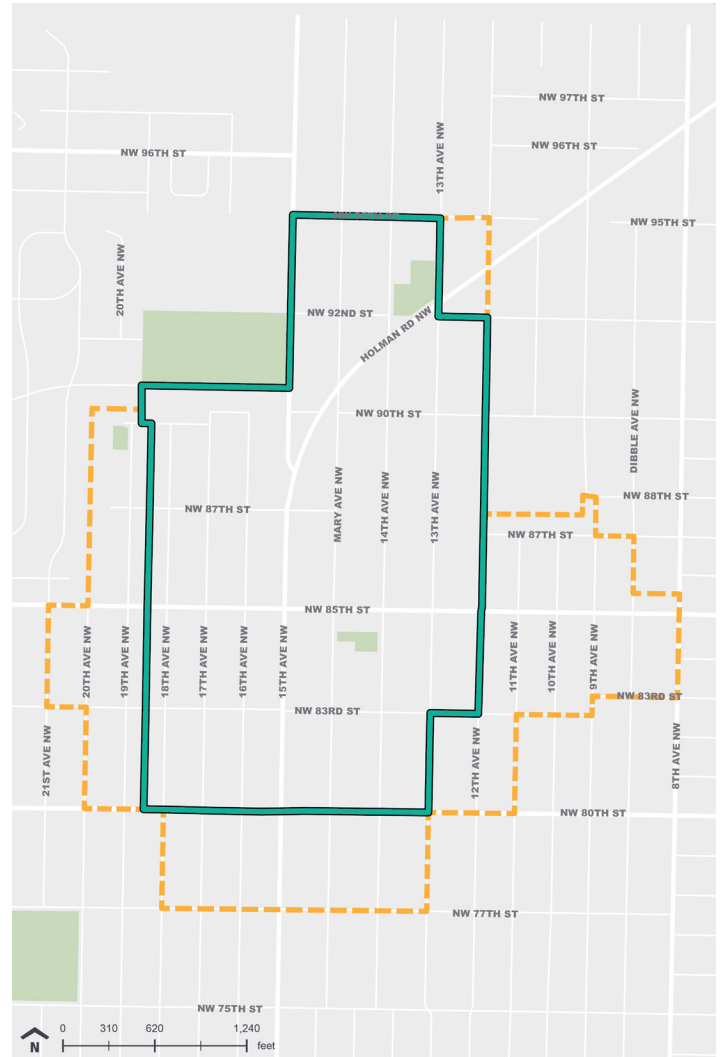 NW 97TH ST
NW 96TH ST
NW 96TH ST
13TH AVE NW
NW 95TH ST
20TH AVE NW
NW 92ND ST
HOLMAN RD NW
NW 90TH ST
DIBBLE AVE NW
NW 88TH ST
MARY AVE NW
14TH AVE NW
13TH AVE NW
NW 87TH ST
NW 87TH ST
NW 85TH ST
20TH AVE NW
19TH AVE NW
18TH AVE NW
17TH AVE NW
16TH AVE NW
15TH AVE NW
11TH AVE NW
10TH AVE NW
9TH AVE NW
NW 83RD ST
NW 83RD ST
21ST AVE NW
12TH AVE NW
8TH AVE NW
NW 80TH ST
NW 77TH ST
NW 75TH ST
N
0 310 620 1,240
feet